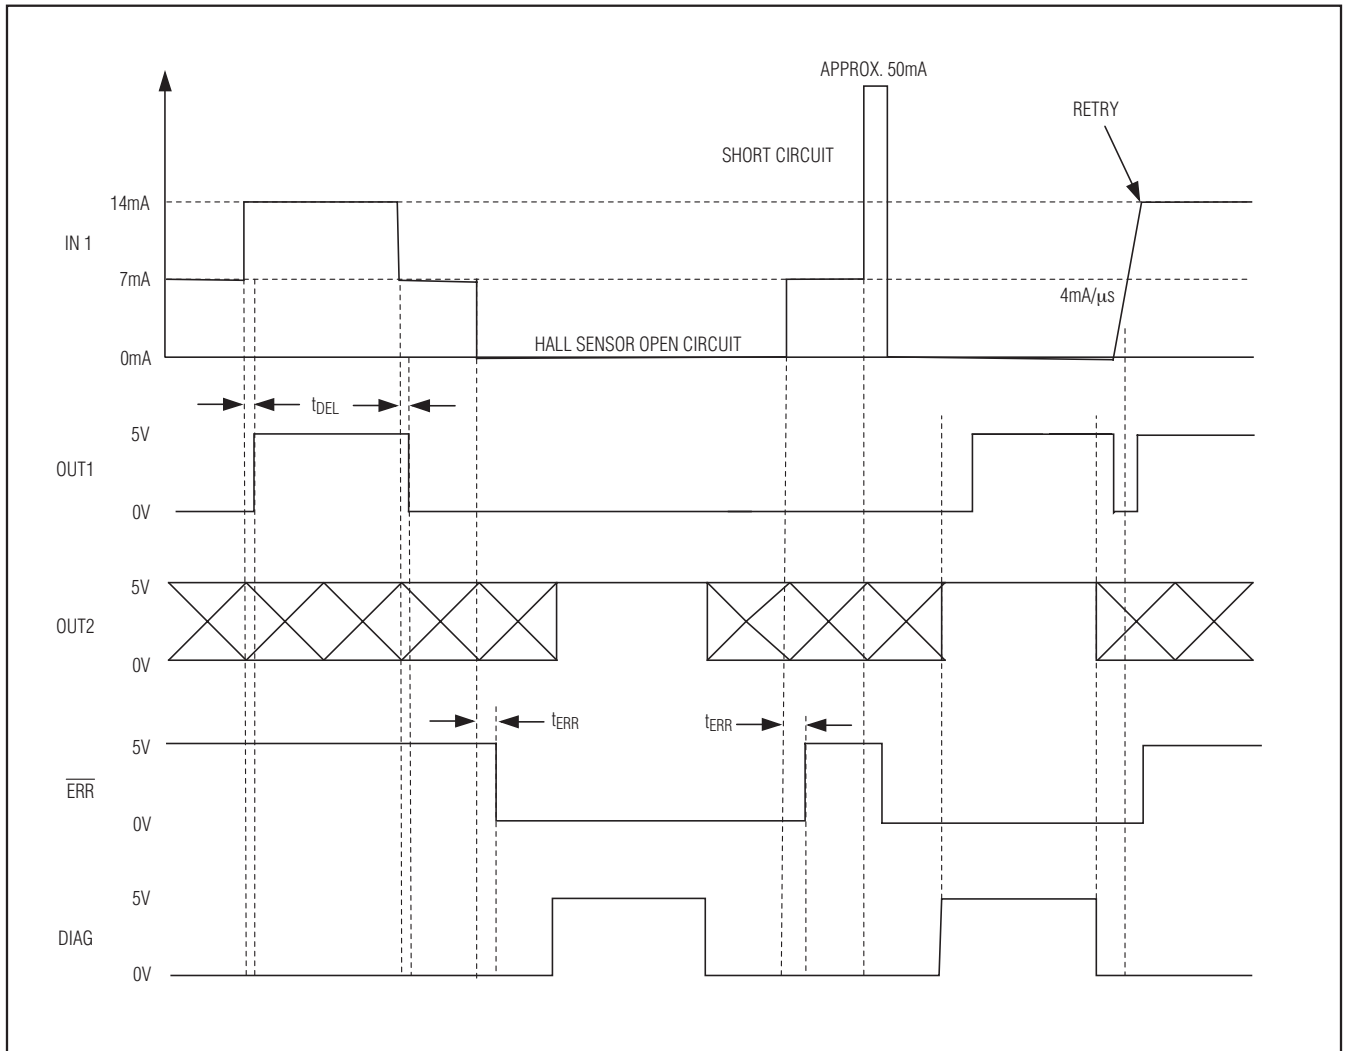 APPROX. 50mA
RETRY
SHORT CIRCUIT
14mA
IN 1
7mA
4mA/μs
HALL SENSOR OPEN CIRCUIT
0mA
tDEL
5V
OUT1
0V
5V
OUT2
0V
tERR
tERR
5V
ERR
0V
5V
DIAG
0V